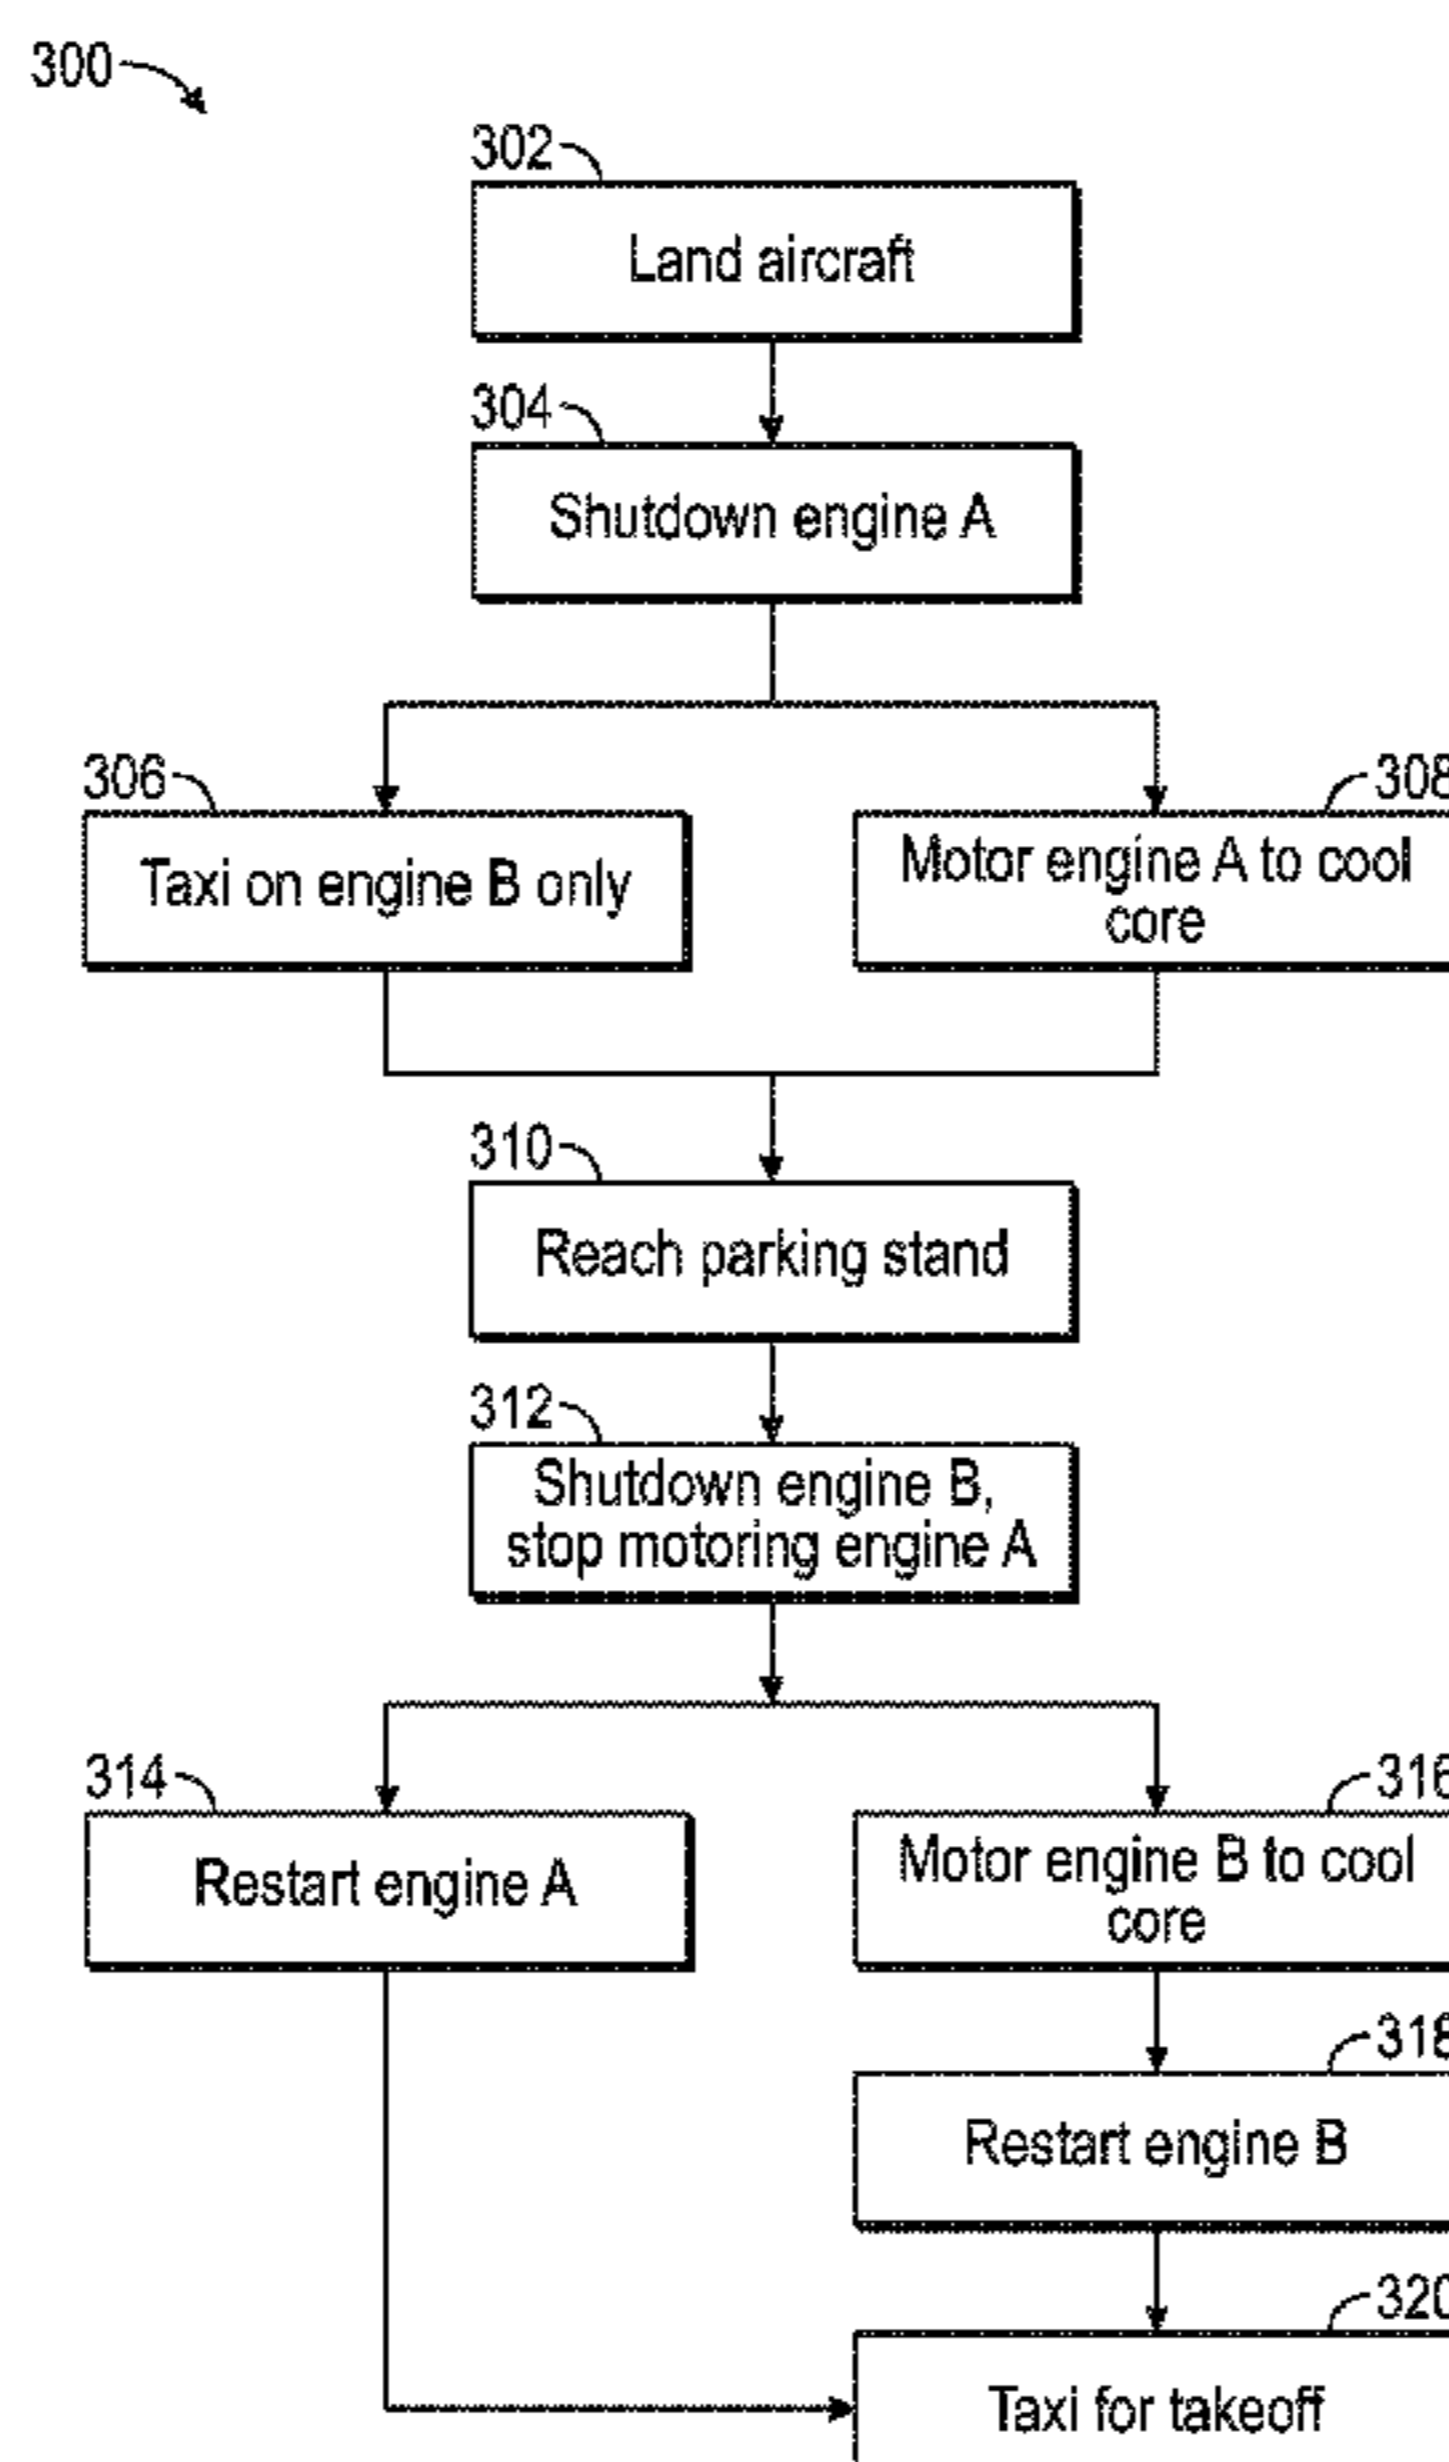 300
302
Land aircraft
304
Shutdown engine A
306
308
Taxi on engine B only
Motor engine A to cool
core
310
Reach parking stand
312
Shutdown engine B,
stop motoring engine A
314
316
Restart engine A
Motor engine B to cool
core
318
Restart engine B
320
Taxi for takeoff